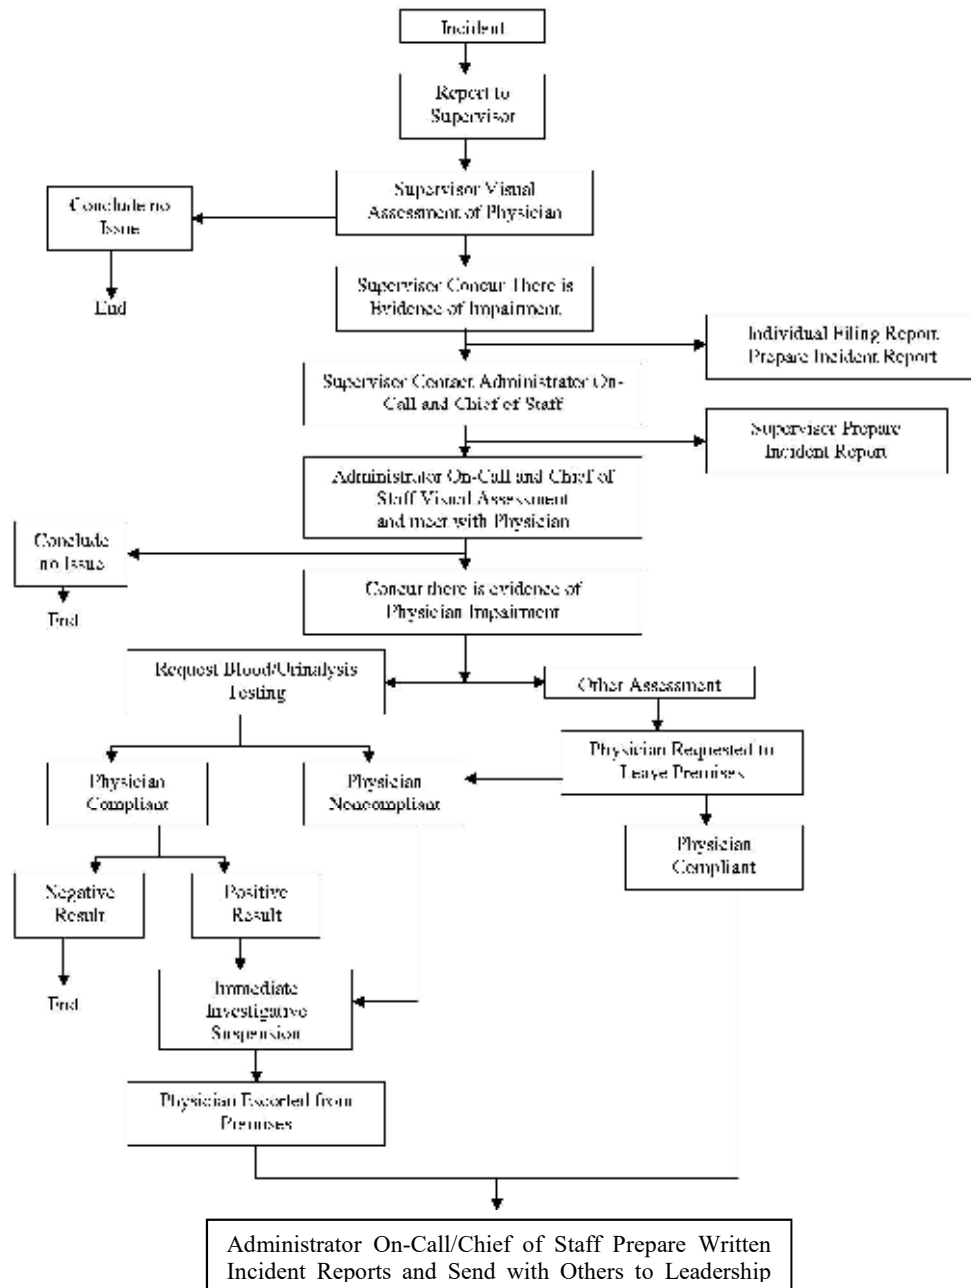 Incident
Report to
Supervisor
Supervisor Visual
Assessment of Physician
Conclude no
Issue
End
Supervisor Concur There is
Evidence of Impairment
Individual Filing Report
Prepare Incident Report
Supervisor Contact Administrator On-
Call and Chief of Staff
Supervisor Prepare
Incident Report
Administrator On-Call and Chief of
Staff Visual Assessment
and meet with Physician
Conclude
no Issue
End
Concur there is evidence of
Physician Impairment
Request Blood/Urinalysis
Testing
Other Assessment
Physician
Compliant
Physician
Noncompliant
Physician Requested to
Leave Premises
Physician
Compliant
Negative
Result
Positive
Result
End
Immediate
Investigative
Suspension
Physician Escorted from
Premises
Administrator On-Call/Chief of Staff Prepare Written
Incident Reports and Send with Others to Leadership